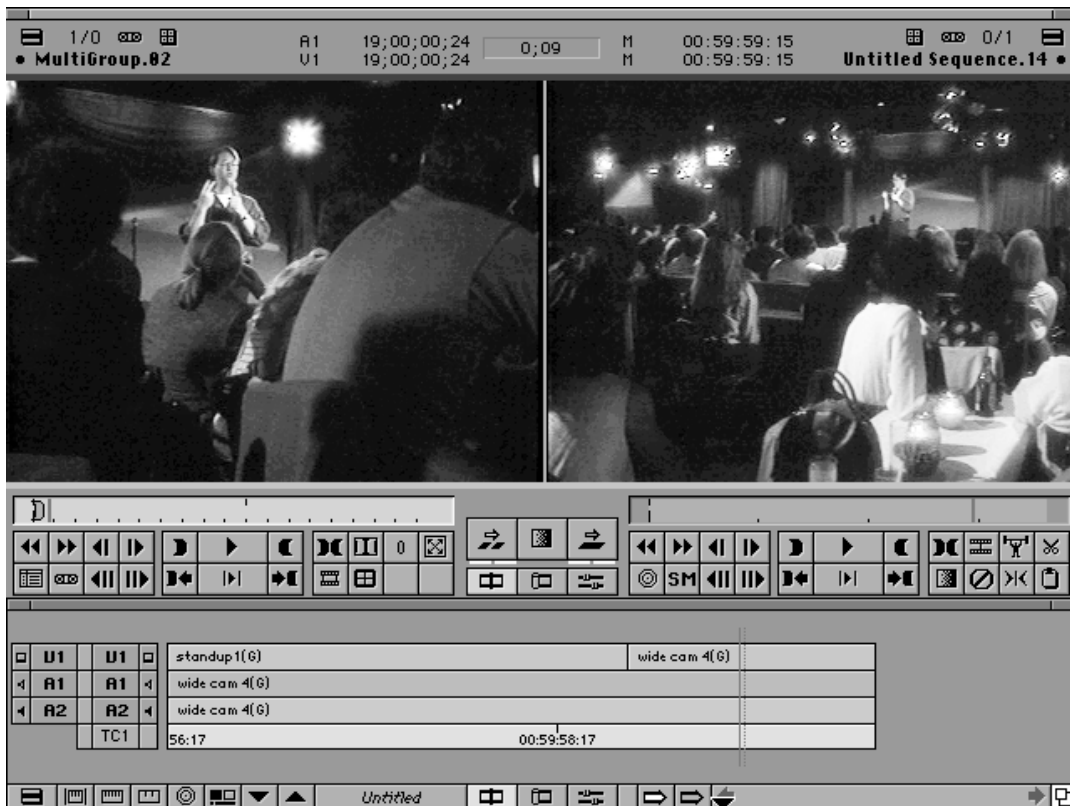 1/0 A1 19;00;00;24 0;09 M 00:59:59:15 0/1
MultiGroup.02 V1 19;00;00;24 M 00:59:59:15 Untitled Sequence.14
0
SM
V1 V1 standup1(G) wide cam 4(G)
A1 A1 wide cam 4(G)
A2 A2 wide cam 4(G)
TC1 56:17 00:59:58:17
Untitled